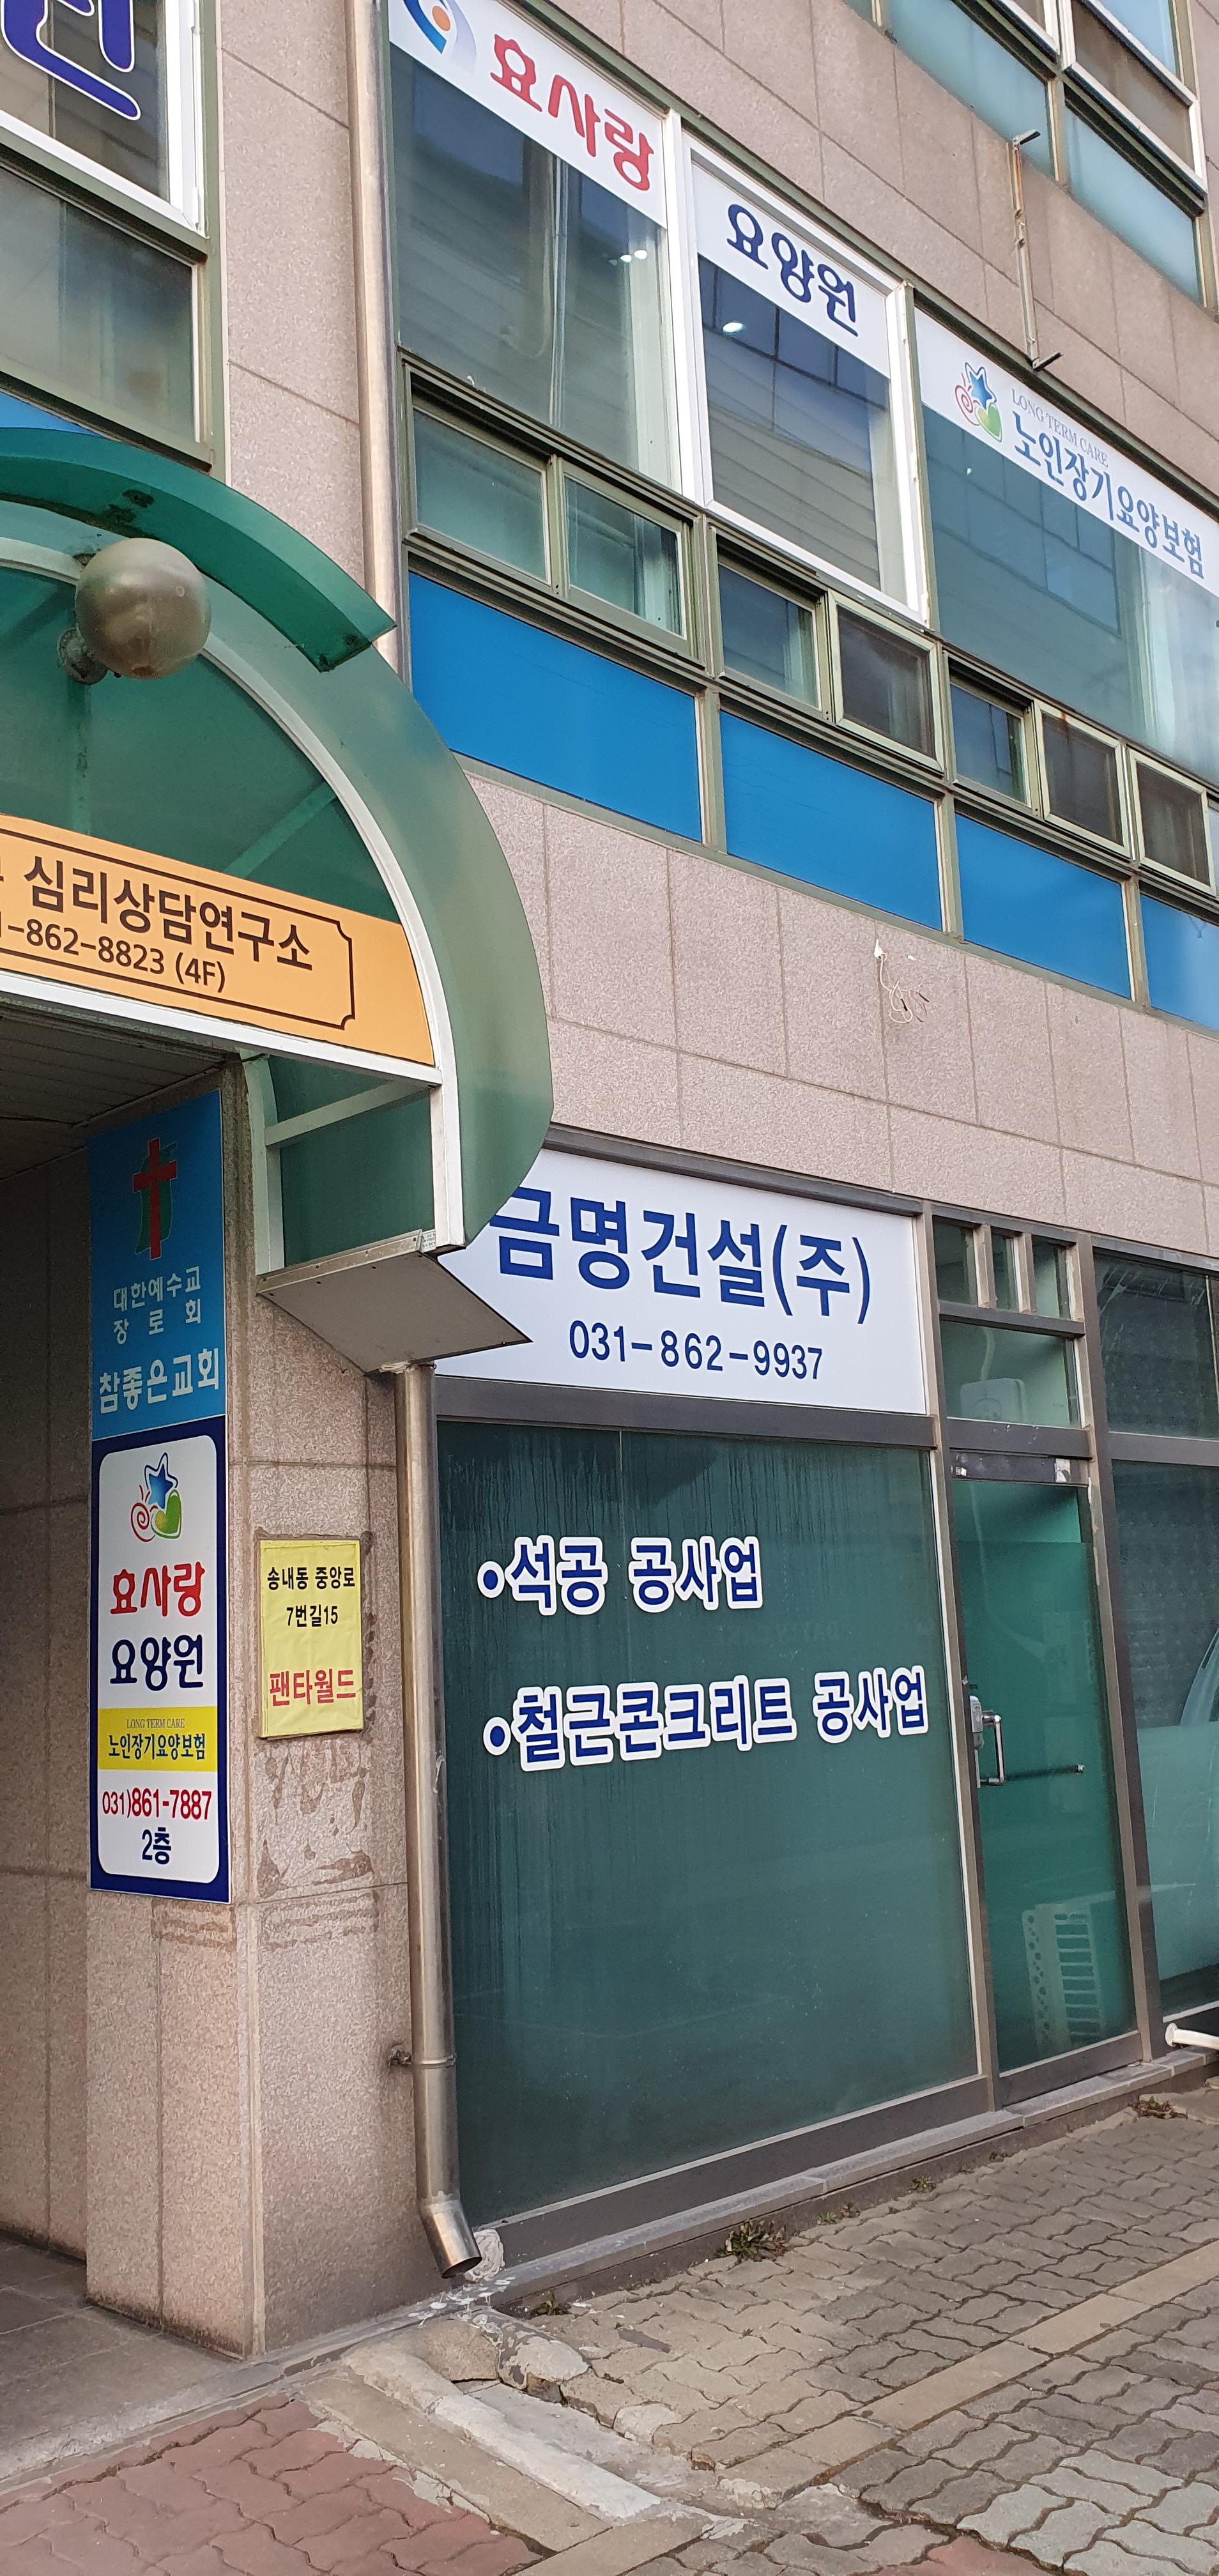 효사랑
요양원
LONG TERM CARE
노인장기요양보험
심리상담연구소
-862-8823 (4F)
대한예수교
장로회
참좋은교회
효사랑
요양원
LONG TERM CARE
노인장기요양보험
031)861-7887
2층
송내동 중앙로
7번길15
팬타월드
금명건설(주)
031-862-9937
•석공 공사업
•철근콘크리트 공사업